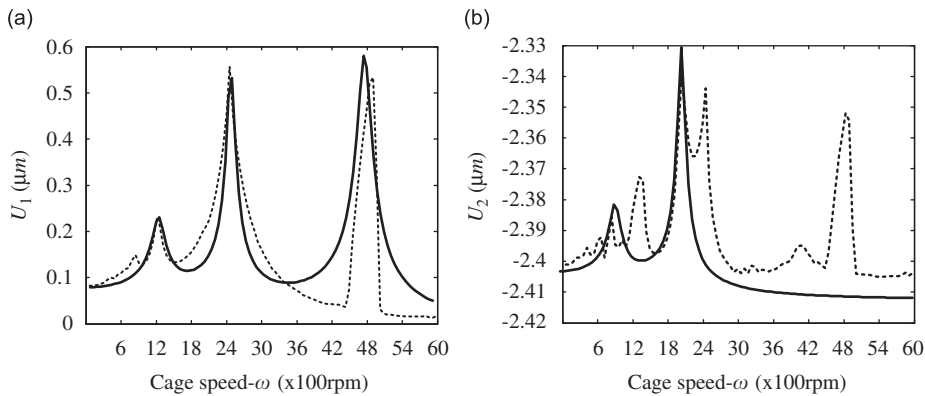 (a)
0.6
0.5
0.4
0.3
0.2
0.1
0
U1 (μm)
6 12 18 24 30 36 42 48 54 60
Cage speed-ω (x100rpm)
(b)
-2.33
-2.34
-2.35
-2.36
-2.37
-2.38
-2.39
-2.4
-2.41
-2.42
U2 (μm)
6 12 18 24 30 36 42 48 54 60
Cage speed-ω (x100rpm)